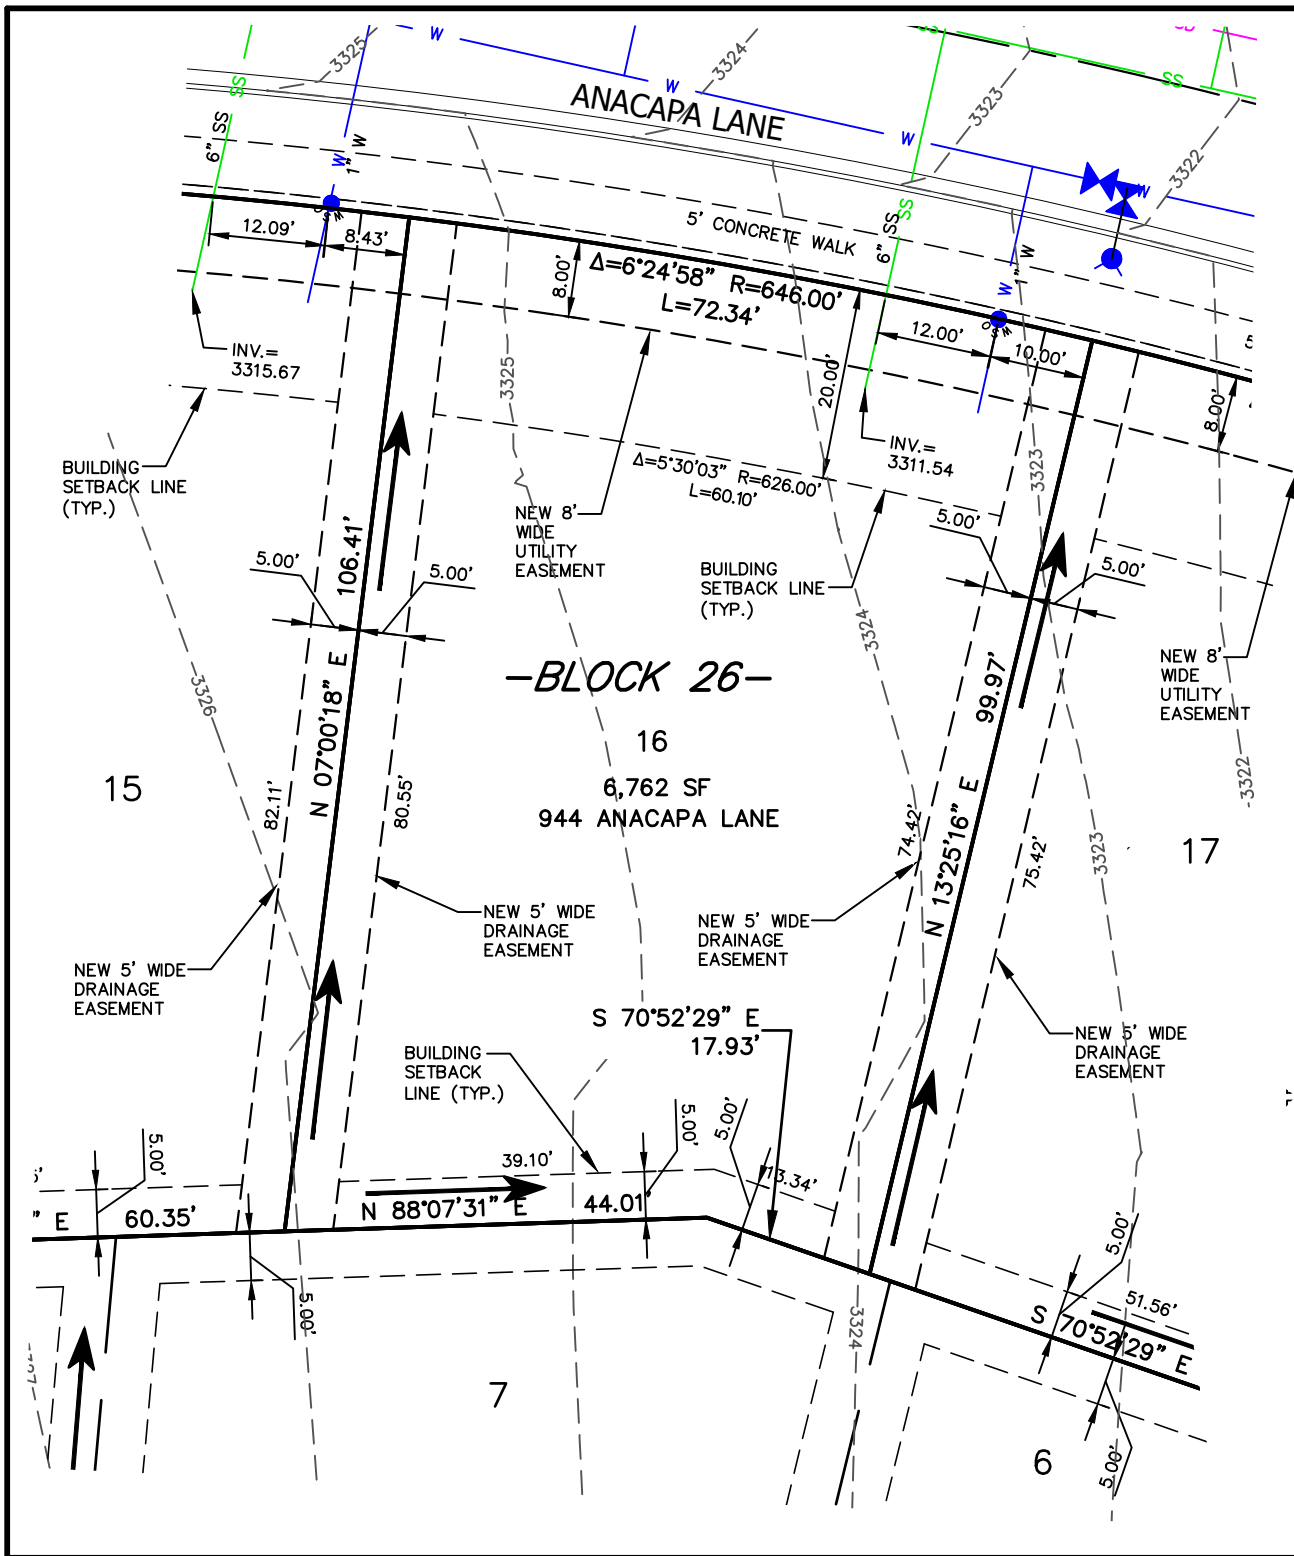 3325
W
3324
SS
SD
SS
SS
W
ANACAPA LANE
3323
W
3322
W
6" SS
W
1" W
WSO
12.09'
8.43'
5' CONCRETE WALK
6" SS
SS
W
1" W
WSO
8.00'
Δ=6°24'58" R=646.00'
L=72.34'
12.00'
10.00'
20.00'
8.00'
INV.=
3315.67
3325
INV.=
3311.54
3323
BUILDING
SETBACK LINE
(TYP.)
Δ=5°30'03" R=626.00'
L=60.10'
NEW 8'
WIDE
UTILITY
EASEMENT
BUILDING
SETBACK LINE
(TYP.)
5.00'
5.00'
5.00'
5.00'
N 07°00'18" E 106.41'
3324
3326
-BLOCK 26-
16
6,762 SF
944 ANACAPA LANE
N 13°25'16" E 99.97'
NEW 8'
WIDE
UTILITY
EASEMENT
3322
15
82.11'
80.55'
74.42'
75.42'
3323
17
NEW 5' WIDE
DRAINAGE
EASEMENT
NEW 5' WIDE
DRAINAGE
EASEMENT
NEW 5' WIDE
DRAINAGE
EASEMENT
NEW 5' WIDE
DRAINAGE
EASEMENT
S 70°52'29" E
17.93'
BUILDING
SETBACK
LINE (TYP.)
5.00'
5.00'
5.00'
39.10'
13.34'
" E
60.35'
N 88°07'31" E
44.01'
5.00'
5.00'
51.56'
S 70°52'29" E
3324
7
6
5.00'